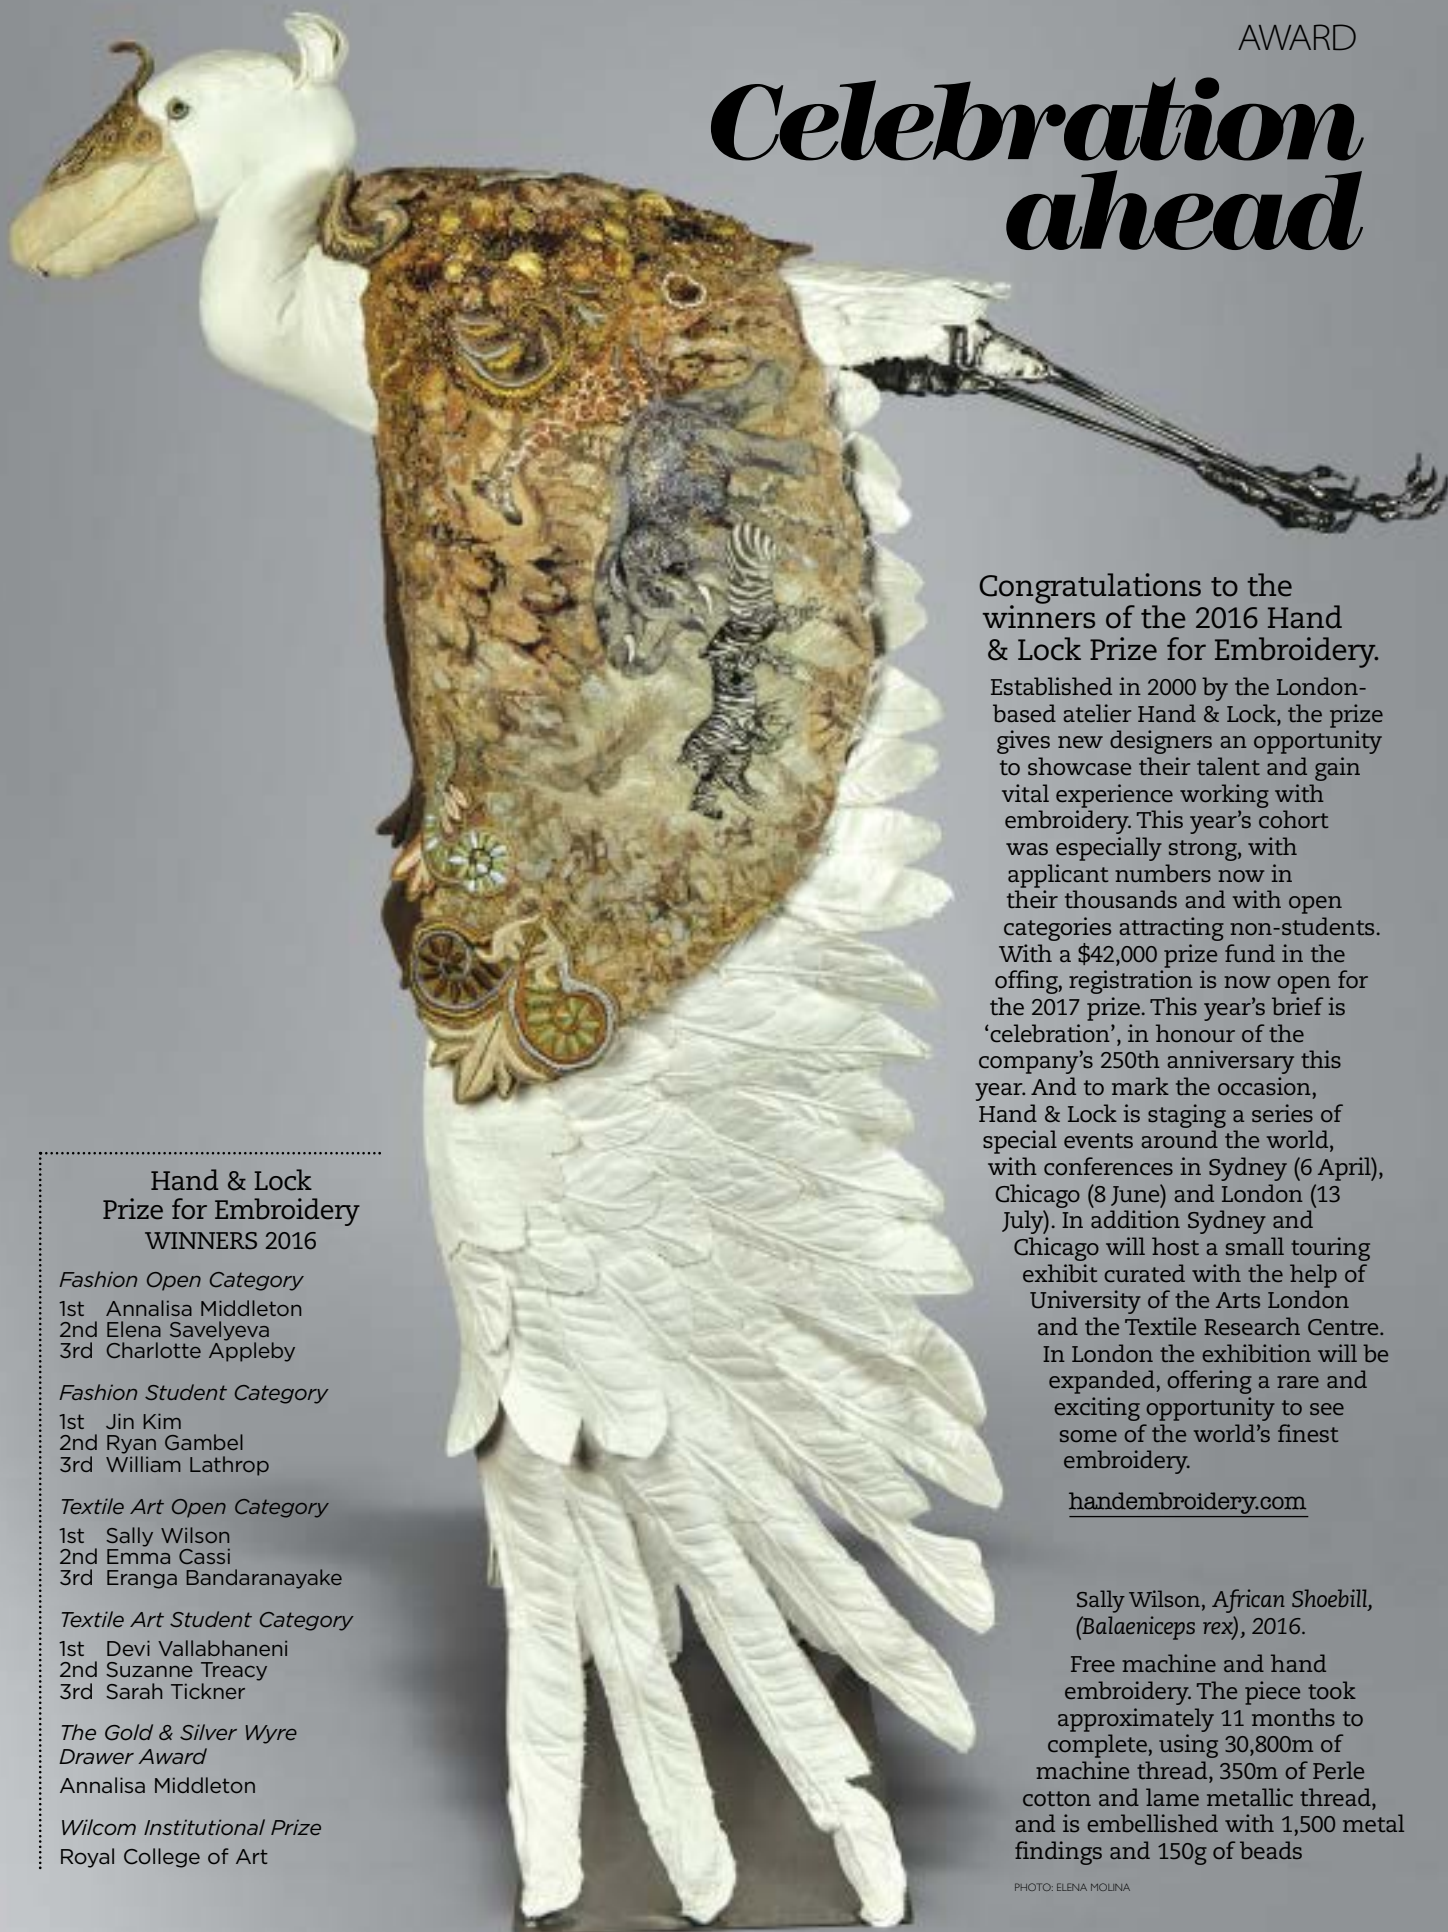 AWARD
Celebration
ahead
Congratulations to the
winners of the 2016 Hand
& Lock Prize for Embroidery.
Established in 2000 by the London-
based atelier Hand & Lock, the prize
gives new designers an opportunity
to showcase their talent and gain
vital experience working with
embroidery. This year’s cohort
was especially strong, with
applicant numbers now in
their thousands and with open
categories attracting non-students.
With a $42,000 prize fund in the
offing, registration is now open for
the 2017 prize. This year’s brief is
‘celebration’, in honour of the
company’s 250th anniversary this
year. And to mark the occasion,
Hand & Lock is staging a series of
special events around the world,
with conferences in Sydney (6 April),
Chicago (8 June) and London (13
July). In addition Sydney and
Chicago will host a small touring
exhibit curated with the help of
University of the Arts London
and the Textile Research Centre.
In London the exhibition will be
expanded, offering a rare and
exciting opportunity to see
some of the world’s finest
embroidery.
handembroidery.com
Sally Wilson, African Shoebill,
(Balaeniceps rex), 2016.
Free machine and hand
embroidery. The piece took
approximately 11 months to
complete, using 30,800m of
machine thread, 350m of Perle
cotton and lame metallic thread,
and is embellished with 1,500 metal
findings and 150g of beads
PHOTO: ELENA MOLINA
Hand & Lock
Prize for Embroidery
WINNERS 2016
Fashion Open Category
1st Annalisa Middleton
2nd Elena Savelyeva
3rd Charlotte Appleby
Fashion Student Category
1st Jin Kim
2nd Ryan Gambel
3rd William Lathrop
Textile Art Open Category
1st Sally Wilson
2nd Emma Cassi
3rd Eranga Bandaranayake
Textile Art Student Category
1st Devi Vallabhaneni
2nd Suzanne Treacy
3rd Sarah Tickner
The Gold & Silver Wyre
Drawer Award
Annalisa Middleton
Wilcom Institutional Prize
Royal College of Art